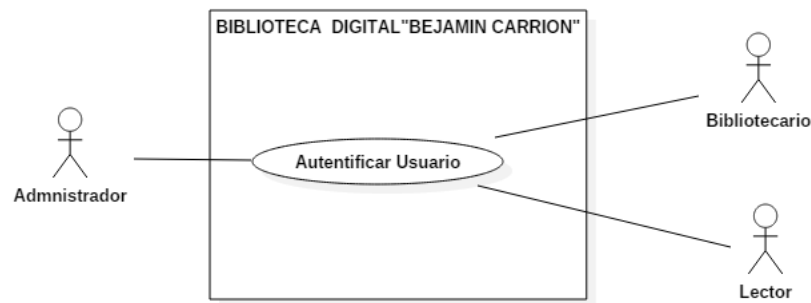 BIBLIOTECA  DIGITAL"BEJAMIN CARRION"
Bibliotecario
Autentificar Usuario
Admnistrador
Lector